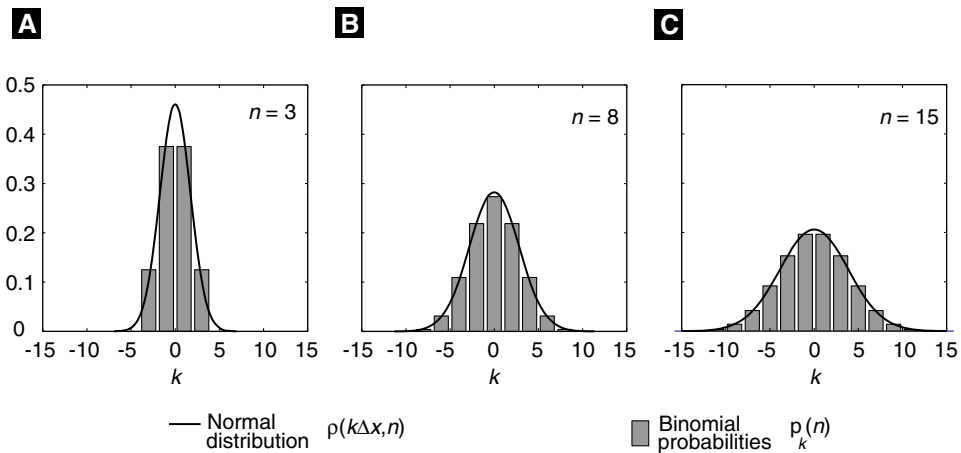 A
B
C
0.5
0.4
0.3
0.2
0.1
0
n = 3
n = 8
n = 15
-15 -10 -5 0 5 10 15
-15 -10 -5 0 5 10 15
-15 -10 -5 0 5 10 15
k
k
k
Normal distribution ρ(kΔx,n)
Binomial probabilities p_k(n)